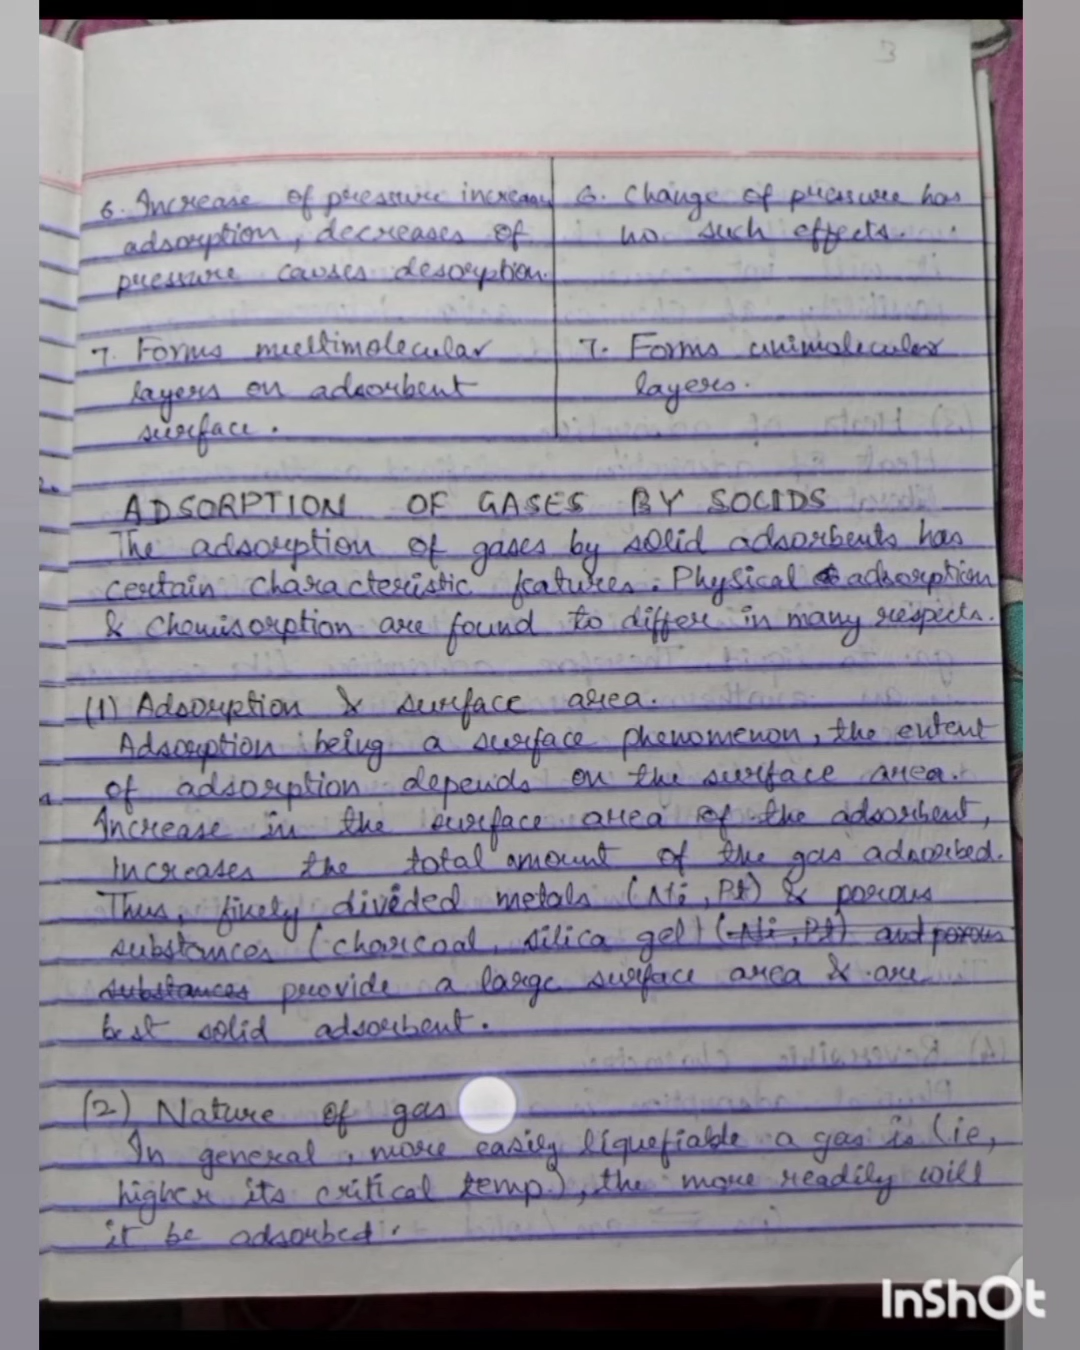 3
6. Increase of pressure increases
adsorption, decreases of
pressure causes desorption.
6. Change of pressure has
no such effects.
7. Forms multimolecular
layers on adsorbent
surface.
7. Forms unimolecular
layers.
ADSORPTION OF GASES BY SOLIDS
The adsorption of gases by solid adsorbents has
certain characteristic features. Physical adsorption
& Chemisorption are found to differ in many respects.
(1) Adsorption & surface area.
Adsorption being a surface phenomenon, the extent
of adsorption depends on the surface area.
Increase in the surface area of the adsorbent,
increases the total amount of the gas adsorbed.
Thus, finely divided metals (Ni, Pt) & porous
substances (charcoal, silica gel) (Ni, Pt) and porous
substances provide a large surface area & are
best solid adsorbent.
(2) Nature of gas
In general, more easily liquefiable a gas is (ie,
higher its critical temp.), the more readily will
it be adsorbed.
InShOt